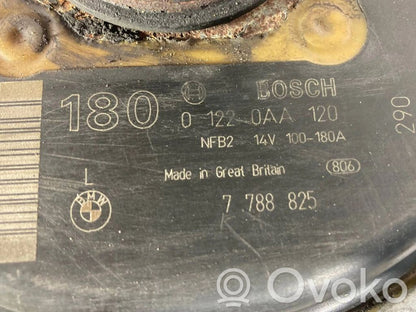 180 BOSCH
0 122 0AA 120
NFB2 14V 100-180A
290
L Made in Great Britain 806
BMW 7 788 825
Ovoko